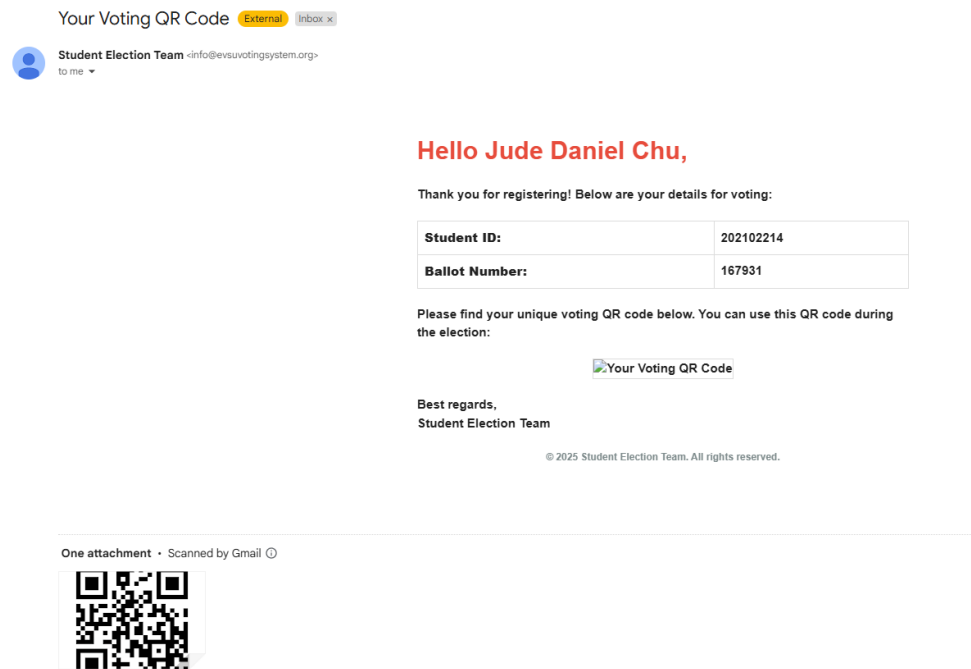 Your Voting QR Code External Inbox ×
Student Election Team <info@evsuvotingsystem.org>
to me
Hello Jude Daniel Chu,
Thank you for registering! Below are your details for voting:
Student ID: 202102214
Ballot Number: 167931
Please find your unique voting QR code below. You can use this QR code during
the election:
Your Voting QR Code
Best regards,
Student Election Team
© 2025 Student Election Team. All rights reserved.
One attachment • Scanned by Gmail